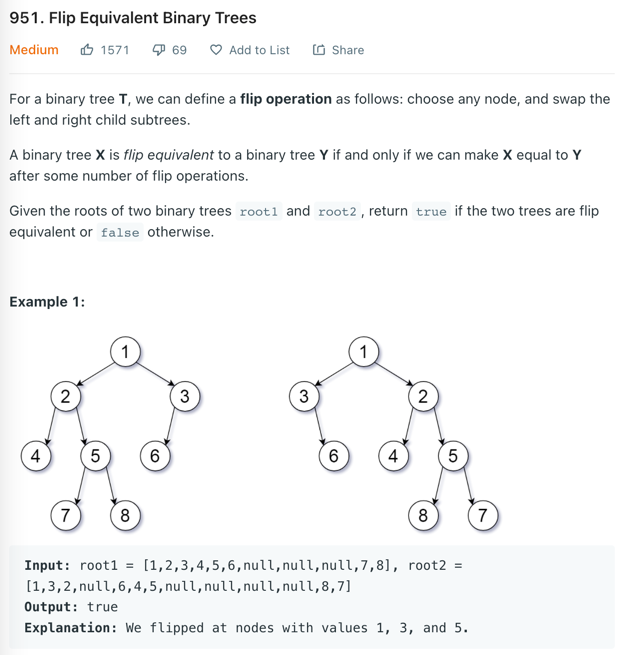 951. Flip Equivalent Binary Trees
Medium 1571 69 Add to List Share
For a binary tree T, we can define a flip operation as follows: choose any node, and swap the
left and right child subtrees.
A binary tree X is flip equivalent to a binary tree Y if and only if we can make X equal to Y
after some number of flip operations.
Given the roots of two binary trees root1 and root2 , return true if the two trees are flip
equivalent or false otherwise.
Example 1:
1 1
2 3 3 2
4 5 6 6 4 5
7 8 8 7
Input: root1 = [1,2,3,4,5,6,null,null,null,7,8], root2 =
[1,3,2,null,6,4,5,null,null,null,null,8,7]
Output: true
Explanation: We flipped at nodes with values 1, 3, and 5.